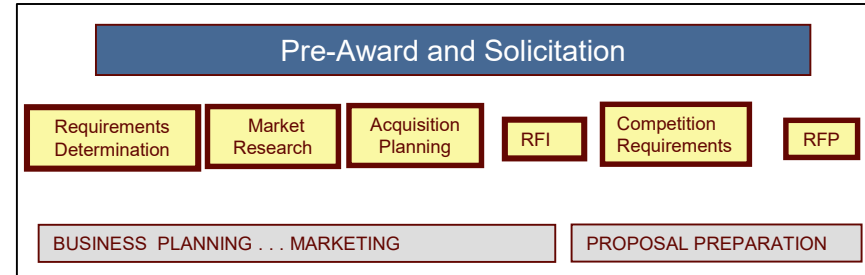 Pre-Award and Solicitation
Requirements
Determination
Market
Research
Acquisition
Planning
RFI
Competition
Requirements
RFP
BUSINESS PLANNING . . . MARKETING
PROPOSAL PREPARATION